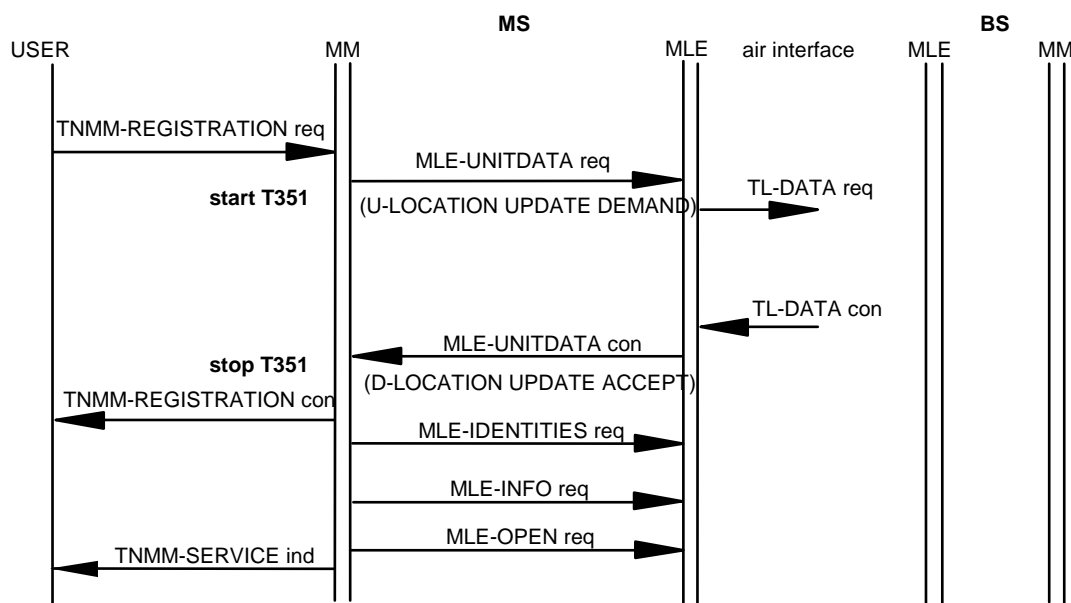 MS
BS
USER
MM
MLE
air interface
MLE
MM
TNMM-REGISTRATION req
MLE-UNITDATA req
start T351
(U-LOCATION UPDATE DEMAND)
TL-DATA req
TL-DATA con
MLE-UNITDATA con
stop T351
(D-LOCATION UPDATE ACCEPT)
TNMM-REGISTRATION con
MLE-IDENTITIES req
MLE-INFO req
MLE-OPEN req
TNMM-SERVICE ind